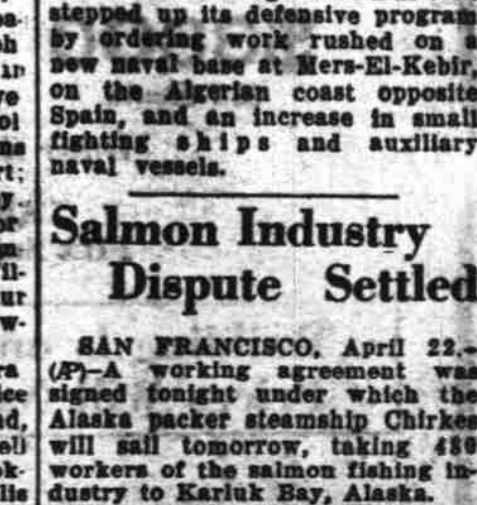 stepped up its defensive program
by ordering work rushed on a
new naval base at Mers-El-Kebir,
on the Algerian coast opposite
Spain, and an increase in small
fighting ships and auxiliary
naval vessels.
Salmon Industry
Dispute Settled
SAN FRANCISCO, April 22.-
(AP)-A working agreement was
signed tonight under which the
Alaska packer steamship Chirkes
will sail tomorrow, taking 480
workers of the salmon fishing in-
dustry to Karluk Bay, Alaska.